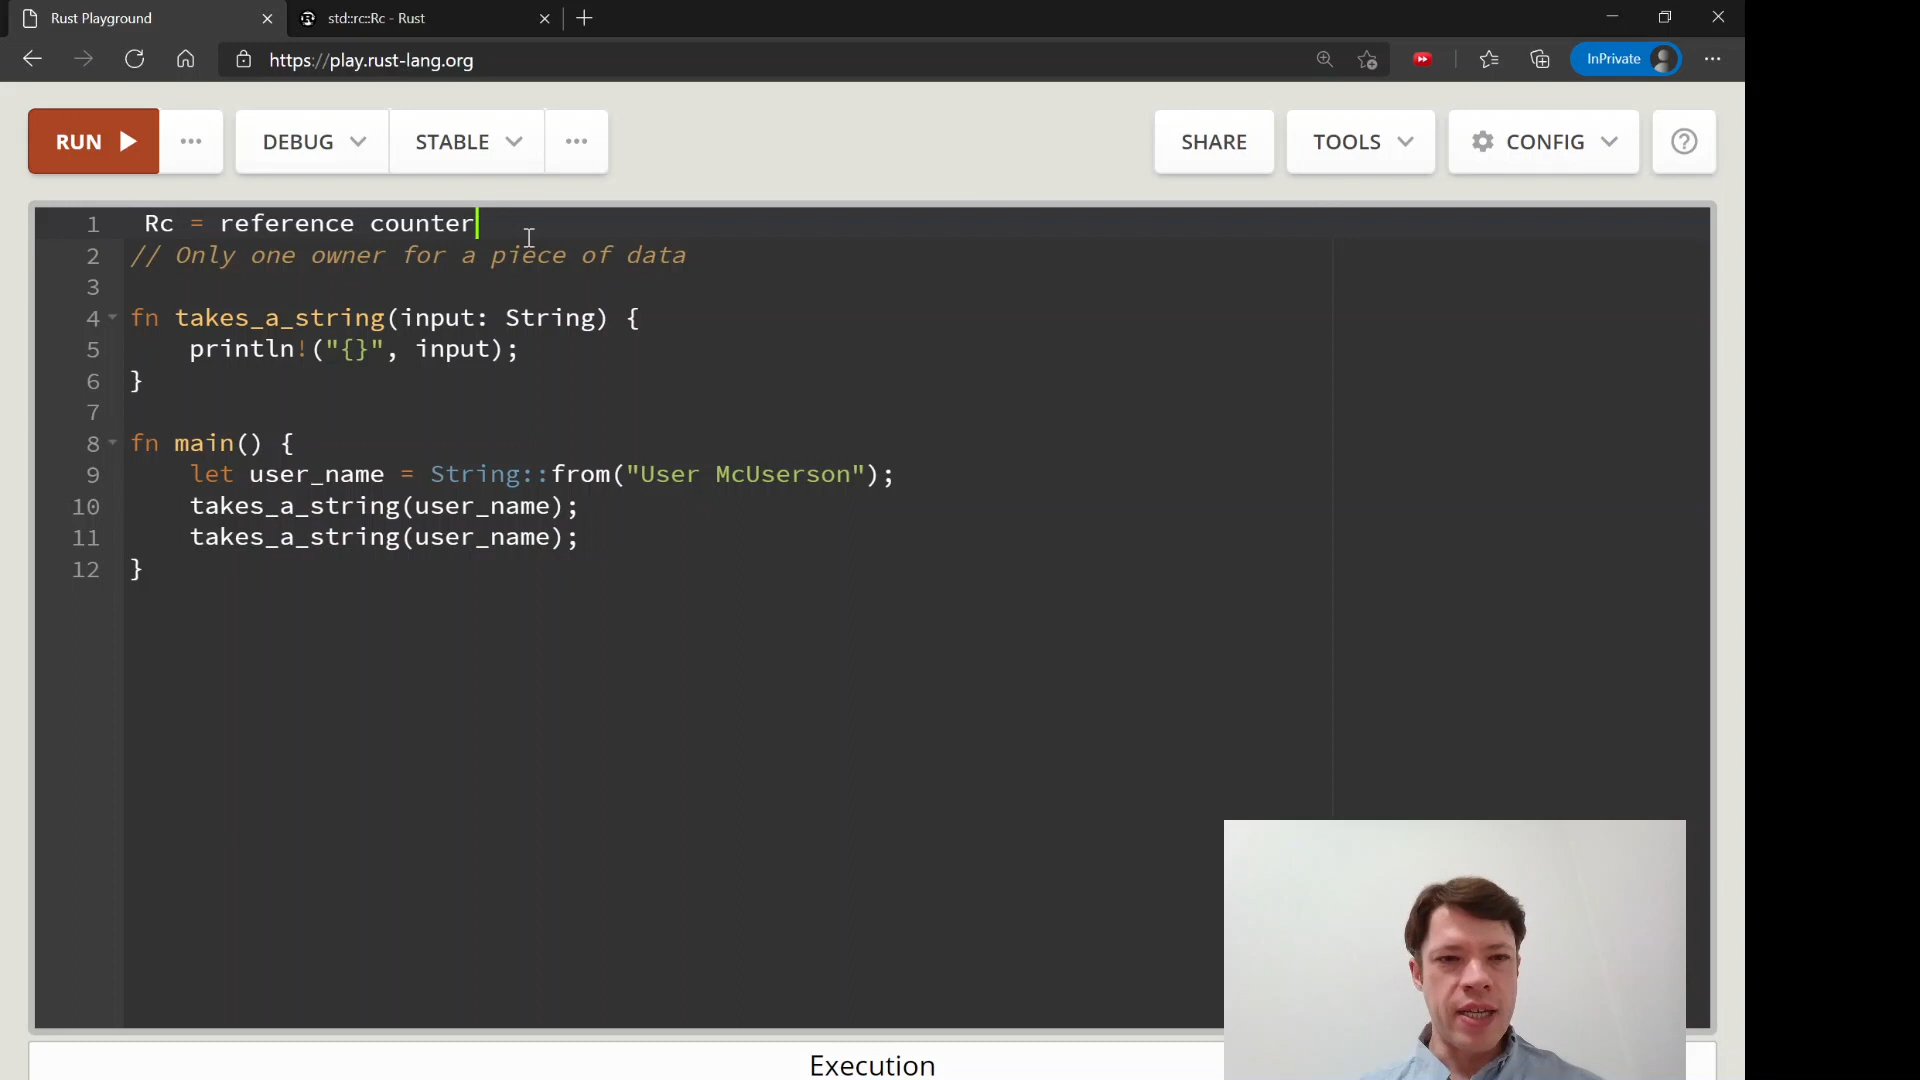 Rust Playground
std::rc::Rc - Rust
https://play.rust-lang.org
InPrivate
RUN
DEBUG
STABLE
SHARE
TOOLS
CONFIG
1 Rc = reference counter
2 // Only one owner for a piece of data
3
4 fn takes_a_string(input: String) {
5 println!("{}", input);
6 }
7
8 fn main() {
9 let user_name = String::from("User McUserson");
10 takes_a_string(user_name);
11 takes_a_string(user_name);
12 }
Execution